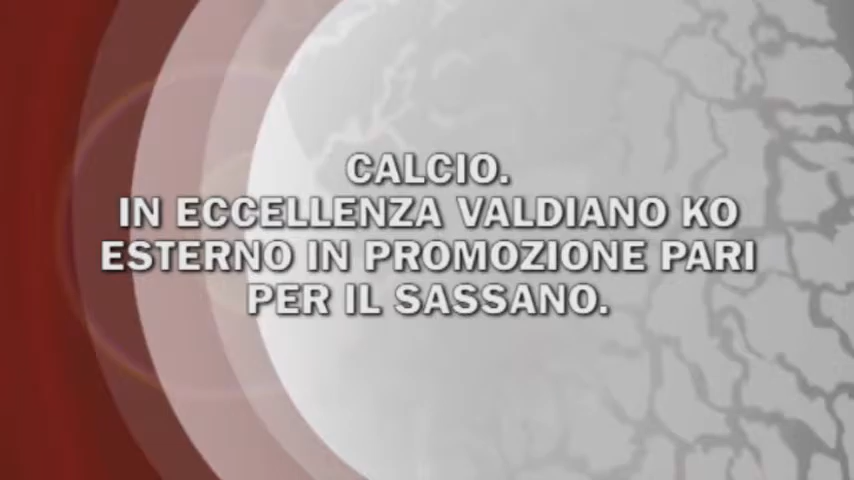 CALCIO.
IN ECCELLENZA VALDIANO KO
ESTERNO IN PROMOZIONE PARI
PER IL SASSANO.